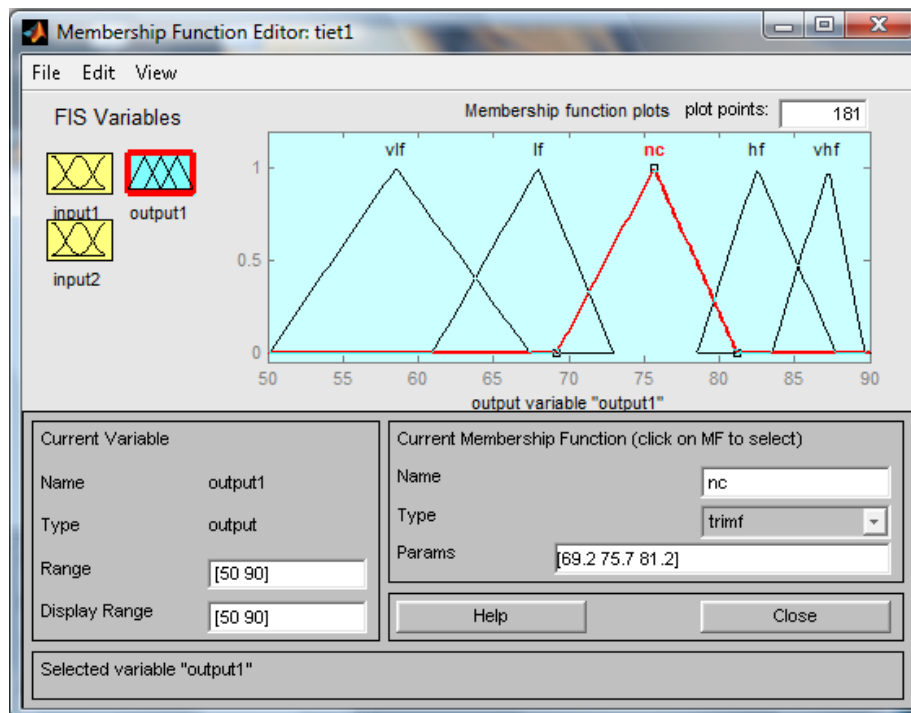 Membership Function Editor: tiet1
File Edit View
FIS Variables
Membership function plots plot points: 181
input1 output1
input2
vlf lf nc hf vhf
1
0.5
0
50 55 60 65 70 75 80 85 90
output variable "output1"
Current Variable
Name output1
Type output
Range [50 90]
Display Range [50 90]
Current Membership Function (click on MF to select)
Name nc
Type trimf
Params [69.2 75.7 81.2]
Help Close
Selected variable "output1"